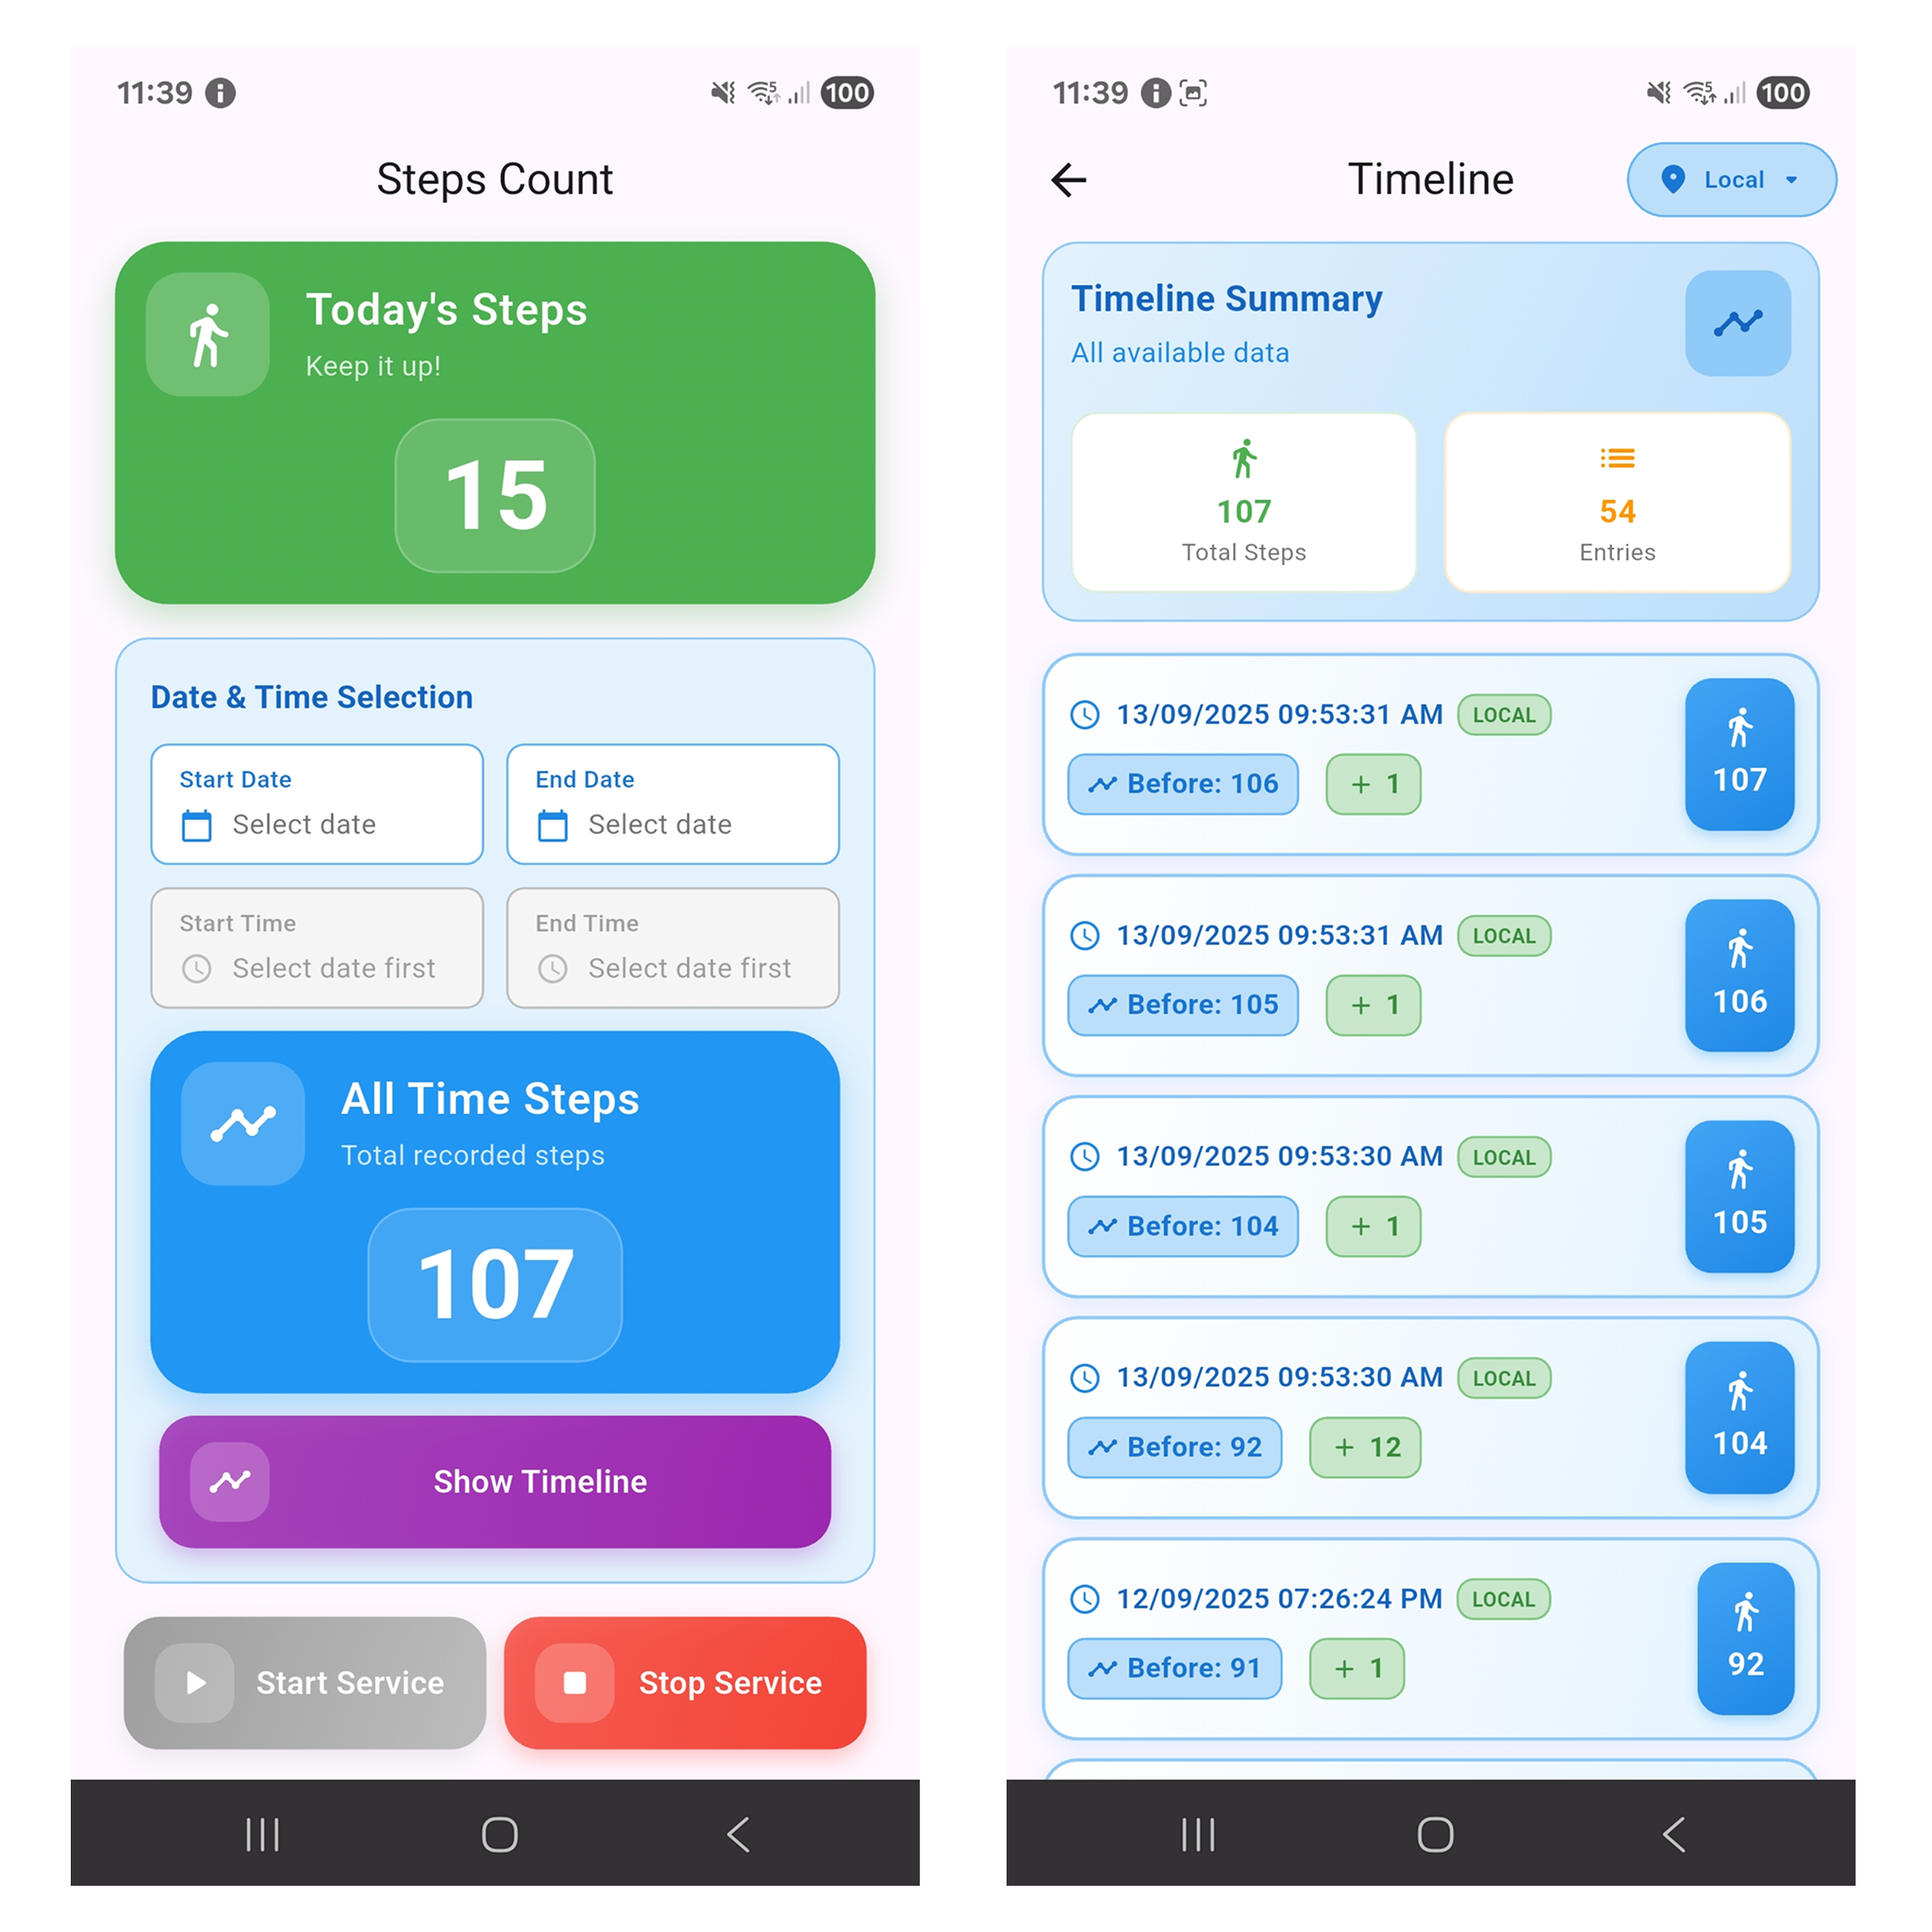 11:39
100
Steps Count
Today's Steps
Keep it up!
15
Date & Time Selection
Start Date
Select date
End Date
Select date
Start Time
Select date first
End Time
Select date first
All Time Steps
Total recorded steps
107
Show Timeline
Start Service
Stop Service
11:39
100
Timeline
Local
Timeline Summary
All available data
107
Total Steps
54
Entries
13/09/2025 09:53:31 AM LOCAL
Before: 106 + 1
107
13/09/2025 09:53:31 AM LOCAL
Before: 105 + 1
106
13/09/2025 09:53:30 AM LOCAL
Before: 104 + 1
105
13/09/2025 09:53:30 AM LOCAL
Before: 92 + 12
104
12/09/2025 07:26:24 PM LOCAL
Before: 91 + 1
92